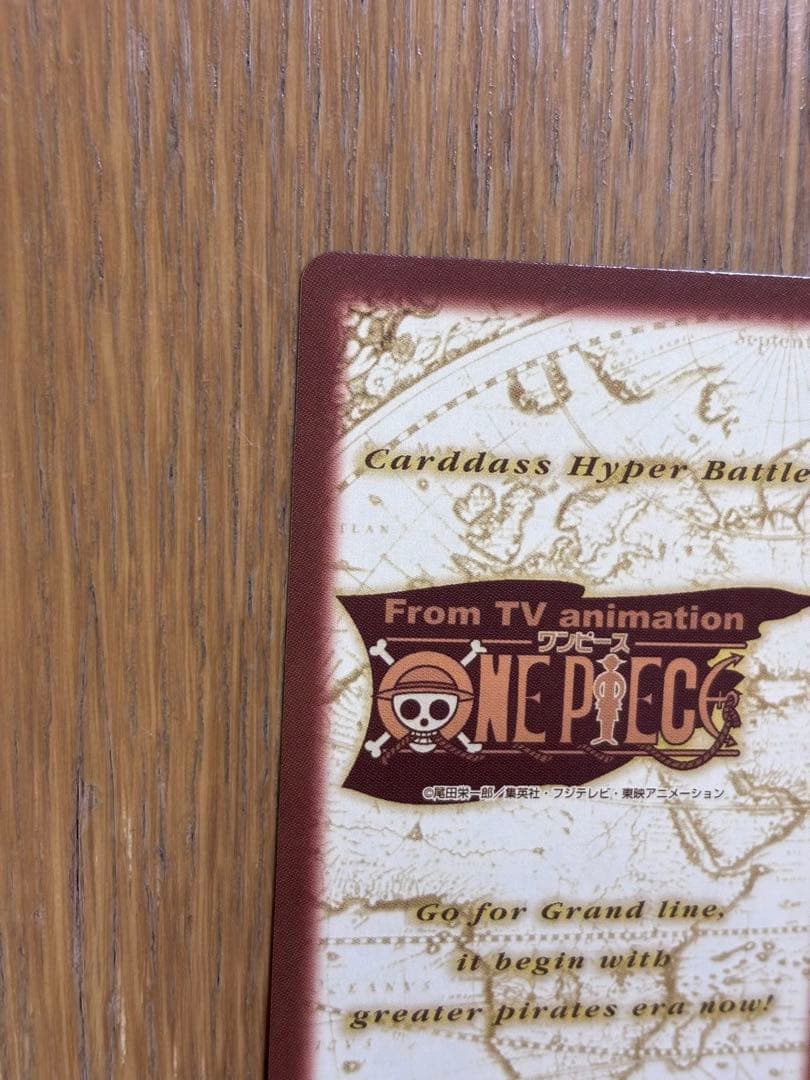 Septent
Carddass Hyper Battle
From TV animation
ワンピース
ONE PIECE
©尾田栄一郎／集英社・フジテレビ・東映アニメーション
Go for Grand line,
it begin with
greater pirates era now!